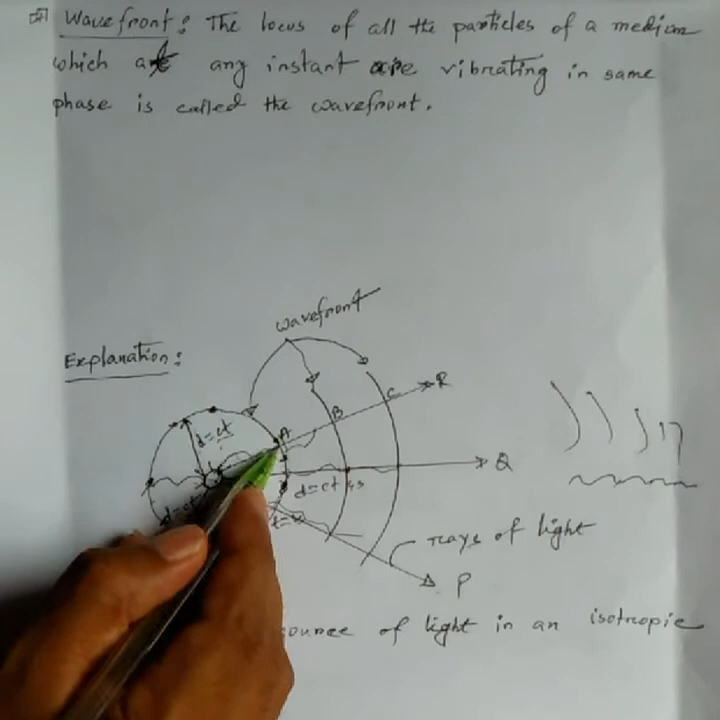 Wavefront: The locus of all the particles of a medium
which at any instant are vibrating in same
phase is called the wavefront.
wavefront
Explanation:
R
C
B
A
d=ct
Q
d=ct
rays of light
P
source of light in an isotropic